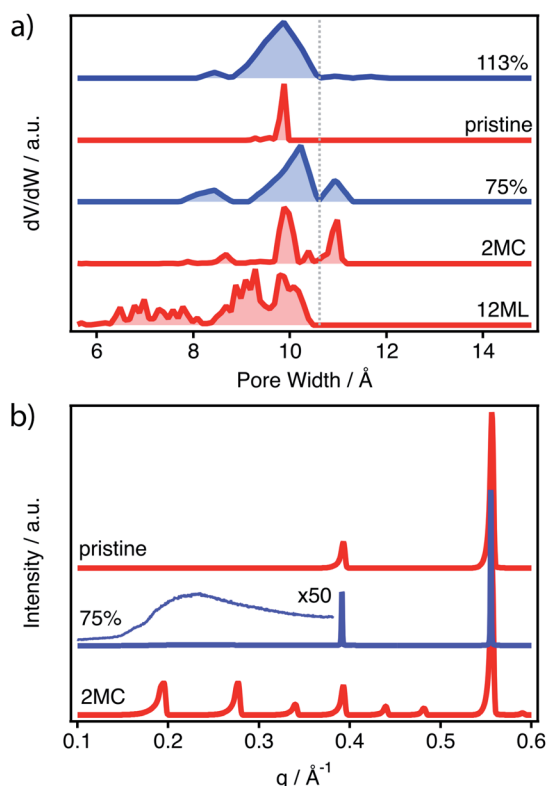 a)
dV/dW / a.u.
113%
pristine
75%
2MC
12ML
6 8 10 12 14
Pore Width / Å
b)
Intensity / a.u.
pristine
x50
75%
2MC
0.1 0.2 0.3 0.4 0.5 0.6
q / Å⁻¹